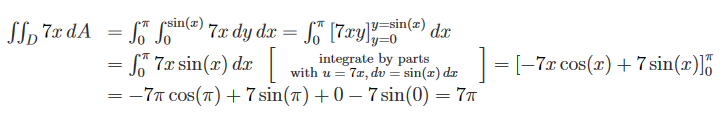 ∬_D 7x dA = ∫_0^π ∫_0^{sin(x)} 7x dy dx = ∫_0^π [7xy]_{y=0}^{y=sin(x)} dx
= ∫_0^π 7x sin(x) dx [ integrate by parts with u = 7x, dv = sin(x) dx ] = [−7x cos(x) + 7 sin(x)]_0^π
= −7π cos(π) + 7 sin(π) + 0 − 7 sin(0) = 7π